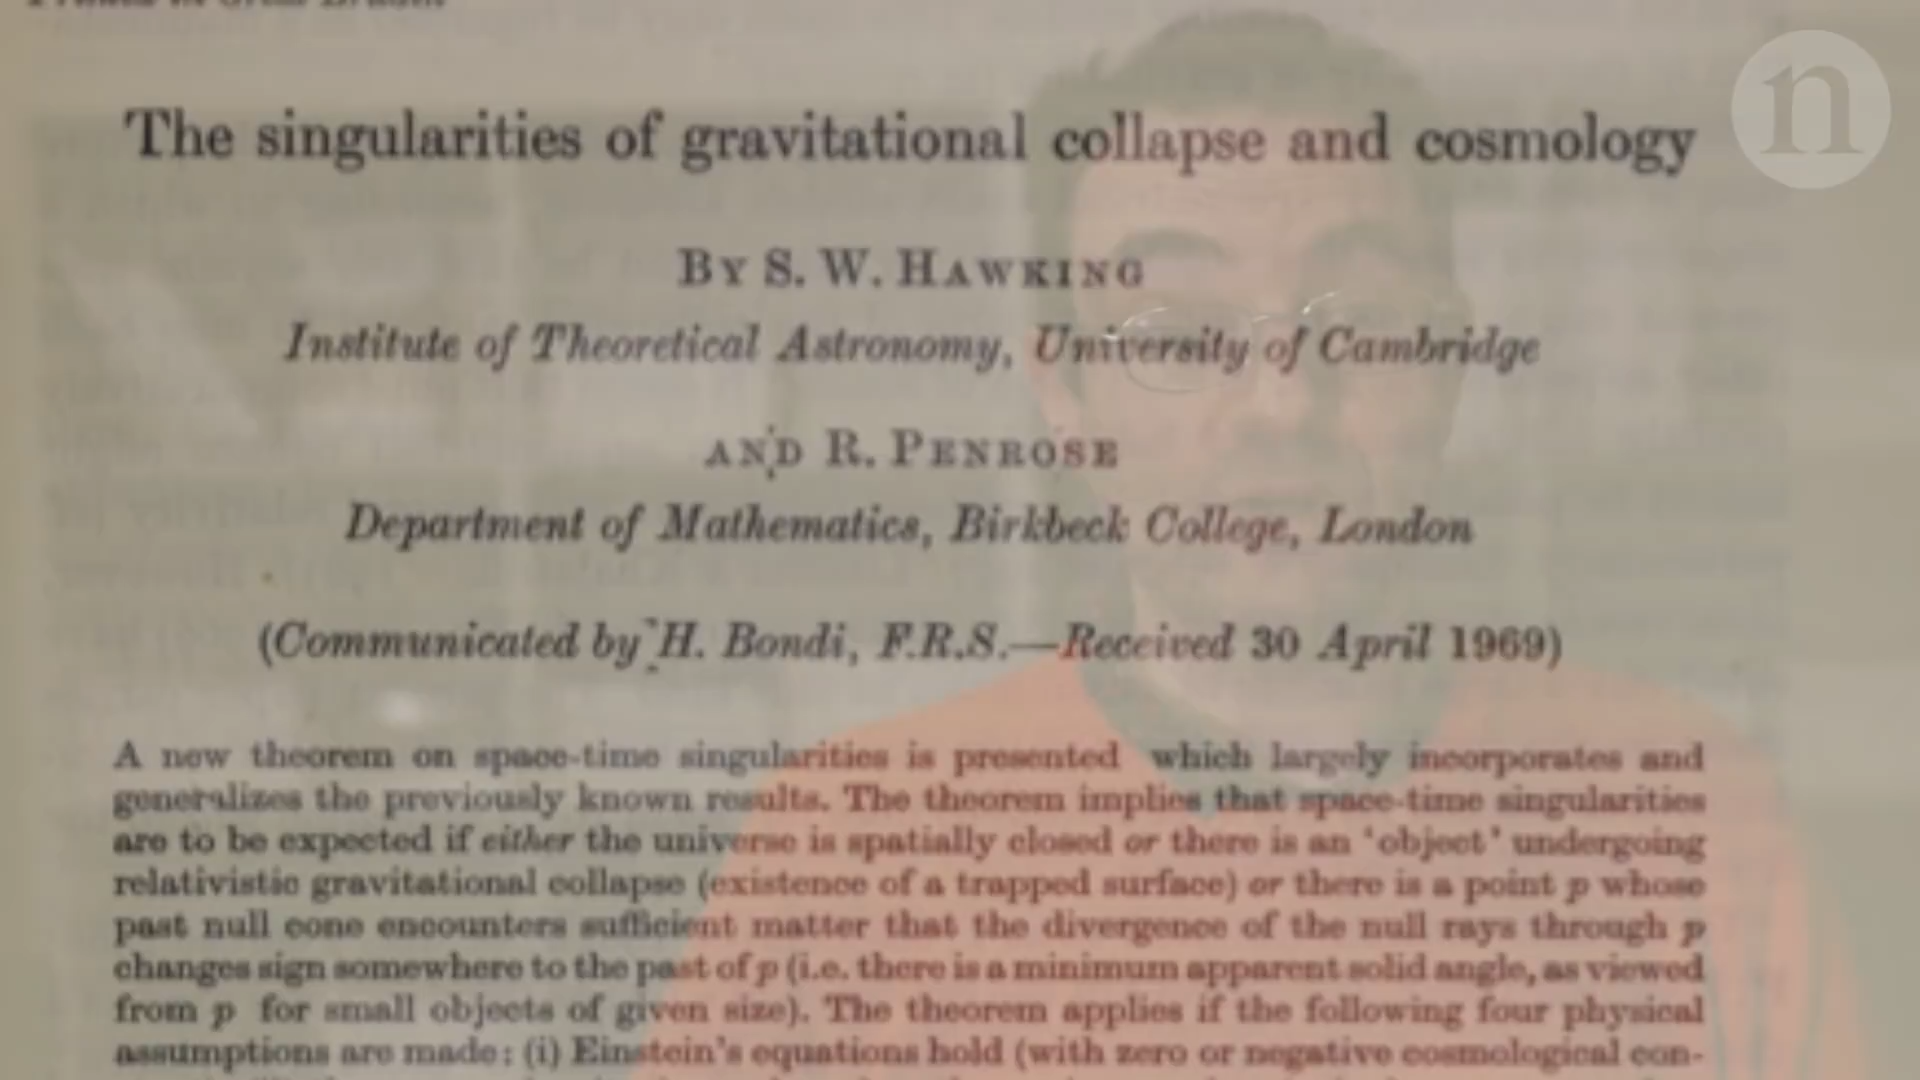 The singularities of gravitational collapse and cosmology
n
BY S. W. HAWKING
Institute of Theoretical Astronomy, University of Cambridge
AND R. PENROSE
Department of Mathematics, Birkbeck College, London
(Communicated by H. Bondi, F.R.S.—Received 30 April 1969)
A new theorem on space-time singularities is presented which largely incorporates and
generalizes the previously known results. The theorem implies that space-time singularities
are to be expected if either the universe is spatially closed or there is an ‘object’ undergoing
relativistic gravitational collapse (existence of a trapped surface) or there is a point p whose
past null cone encounters sufficient matter that the divergence of the null rays through p
changes sign somewhere to the past of p (i.e. there is a minimum apparent solid angle, as viewed
from p for small objects of given size). The theorem applies if the following four physical
assumptions are made: (i) Einstein's equations hold (with zero or negative cosmological con-